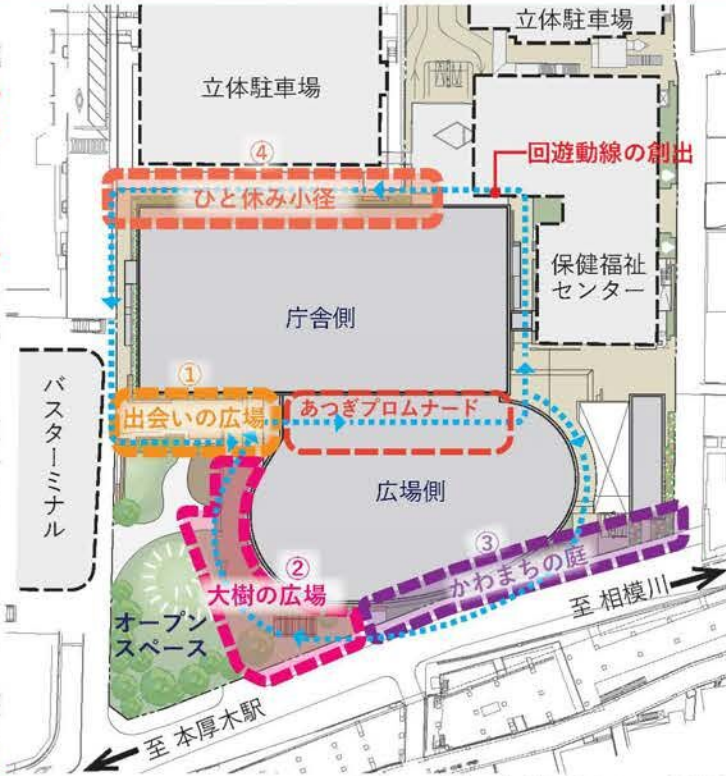 立体駐車場
立体駐車場
④
回遊動線の創出
ひと休み小径
保健福祉
センター
庁舎側
①
バスターミナル
出会いの広場
あつぎプロムナード
広場側
③
かわまちの庭
②
大樹の広場
至 相模川
オープン
スペース
至 本厚木駅